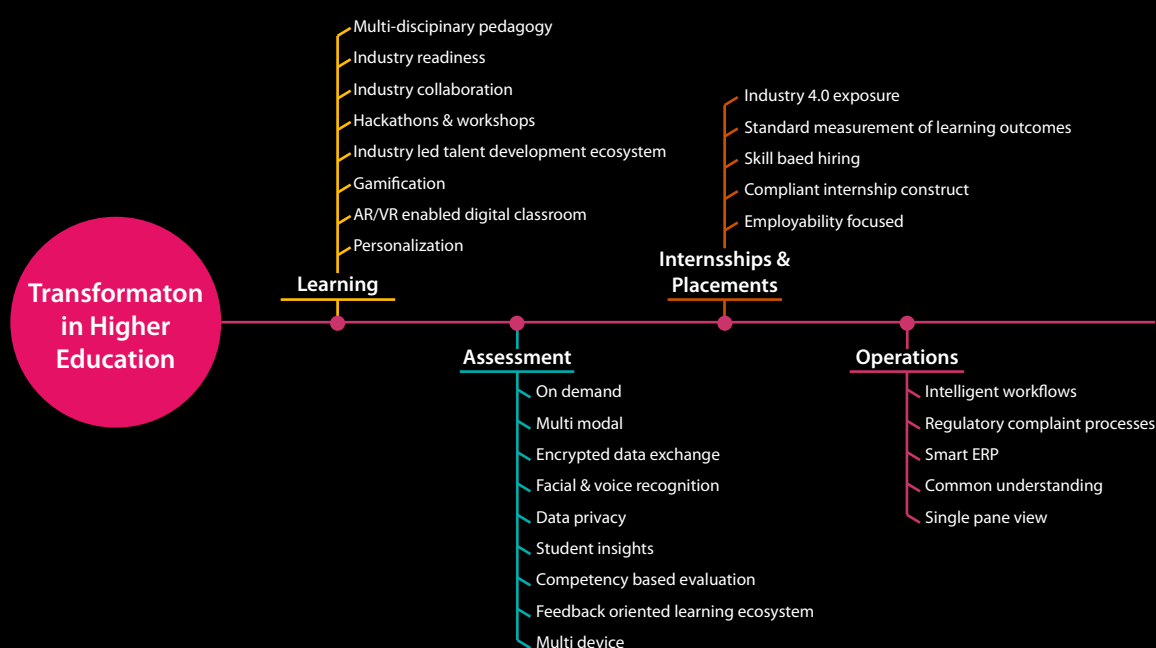 Transformaton
in Higher
Education
Learning
Multi-discipinary pedagogy
Industry readiness
Industry collaboration
Hackathons & workshops
Industry led talent development ecosystem
Gamification
AR/VR enabled digital classroom
Personalization
Assessment
On demand
Multi modal
Encrypted data exchange
Facial & voice recognition
Data privacy
Student insights
Competency based evaluation
Feedback oriented learning ecosystem
Multi device
Internsships &
Placements
Industry 4.0 exposure
Standard measurement of learning outcomes
Skill baed hiring
Compliant internship construct
Employability focused
Operations
Intelligent workflows
Regulatory complaint processes
Smart ERP
Common understanding
Single pane view